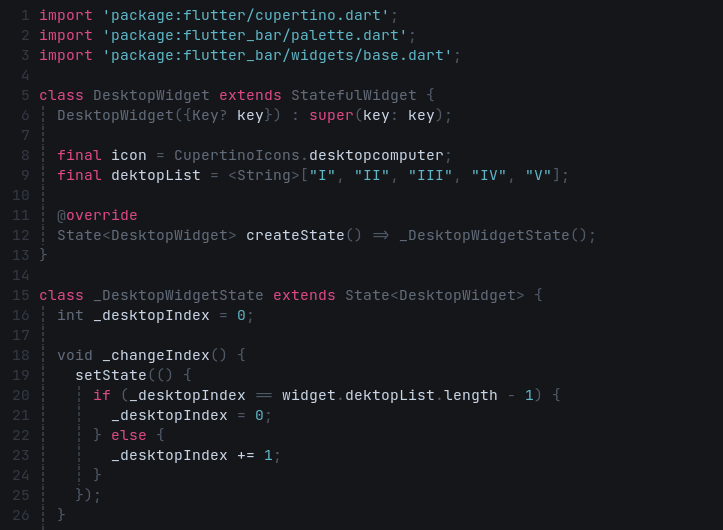 1 import 'package:flutter/cupertino.dart';
2 import 'package:flutter_bar/palette.dart';
3 import 'package:flutter_bar/widgets/base.dart';
4
5 class DesktopWidget extends StatefulWidget {
6   DesktopWidget({Key? key}) : super(key: key);
7
8   final icon = CupertinoIcons.desktopcomputer;
9   final dektopList = <String>["I", "II", "III", "IV", "V"];
10
11   @override
12   State<DesktopWidget> createState() => _DesktopWidgetState();
13 }
14
15 class _DesktopWidgetState extends State<DesktopWidget> {
16   int _desktopIndex = 0;
17
18   void _changeIndex() {
19     setState(() {
20       if (_desktopIndex == widget.dektopList.length - 1) {
21         _desktopIndex = 0;
22       } else {
23         _desktopIndex += 1;
24       }
25     });
26   }